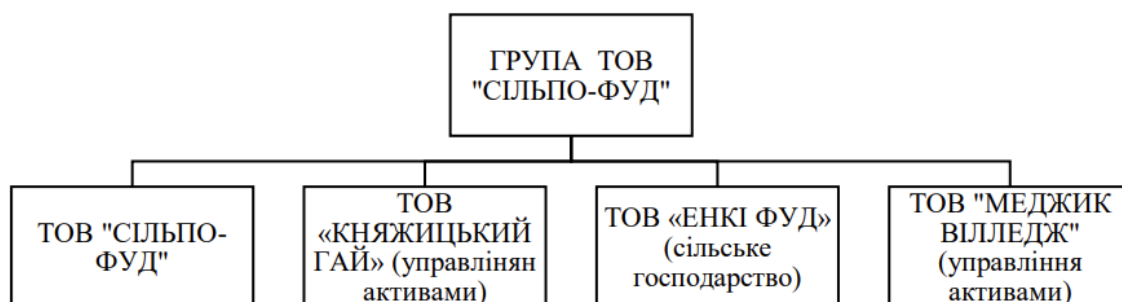 ГРУПА ТОВ
"СІЛЬПО-ФУД"
ТОВ "СІЛЬПО-
ФУД"
ТОВ
«КНЯЖИЦЬКИЙ
ГАЙ» (управлінян
активами)
ТОВ «ЕНКІ ФУД»
(сільське
господарство)
ТОВ "МЕДЖИК
ВІЛЛЕДЖ"
(управління
активами)